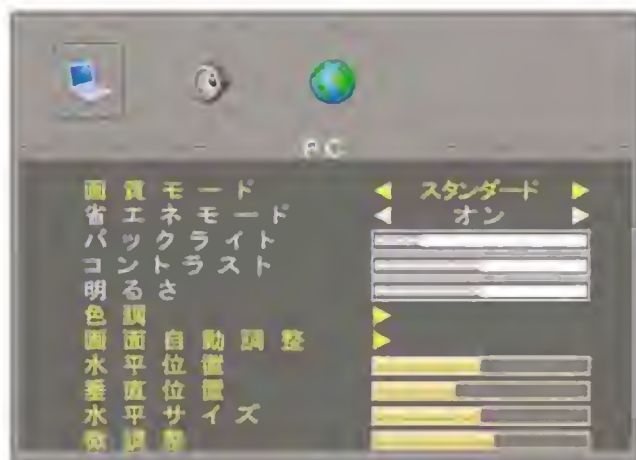 PC
画質モード スタンダード
省エネモード オン
バックライト
コントラスト
明るさ
色調
画面自動調整
水平位置
垂直位置
水平サイズ
微調整